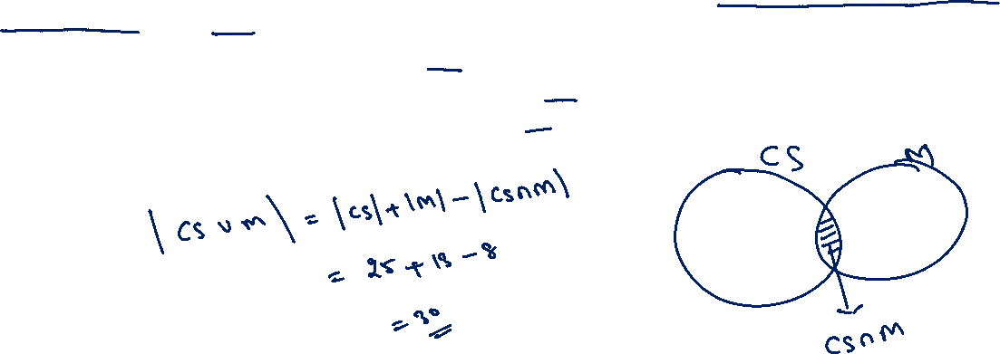 CS
M
|CS ∪ M| = |CS| + |M| - |CS∩M|
= 25 + 13 - 8
= 30
CS∩M